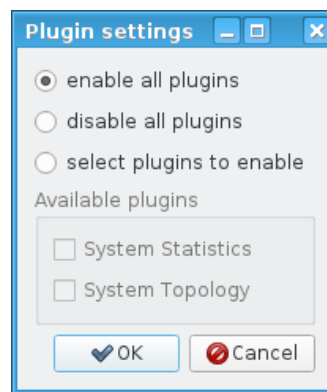 Plugin settings
enable all plugins
disable all plugins
select plugins to enable
Available plugins
System Statistics
System Topology
OK
Cancel